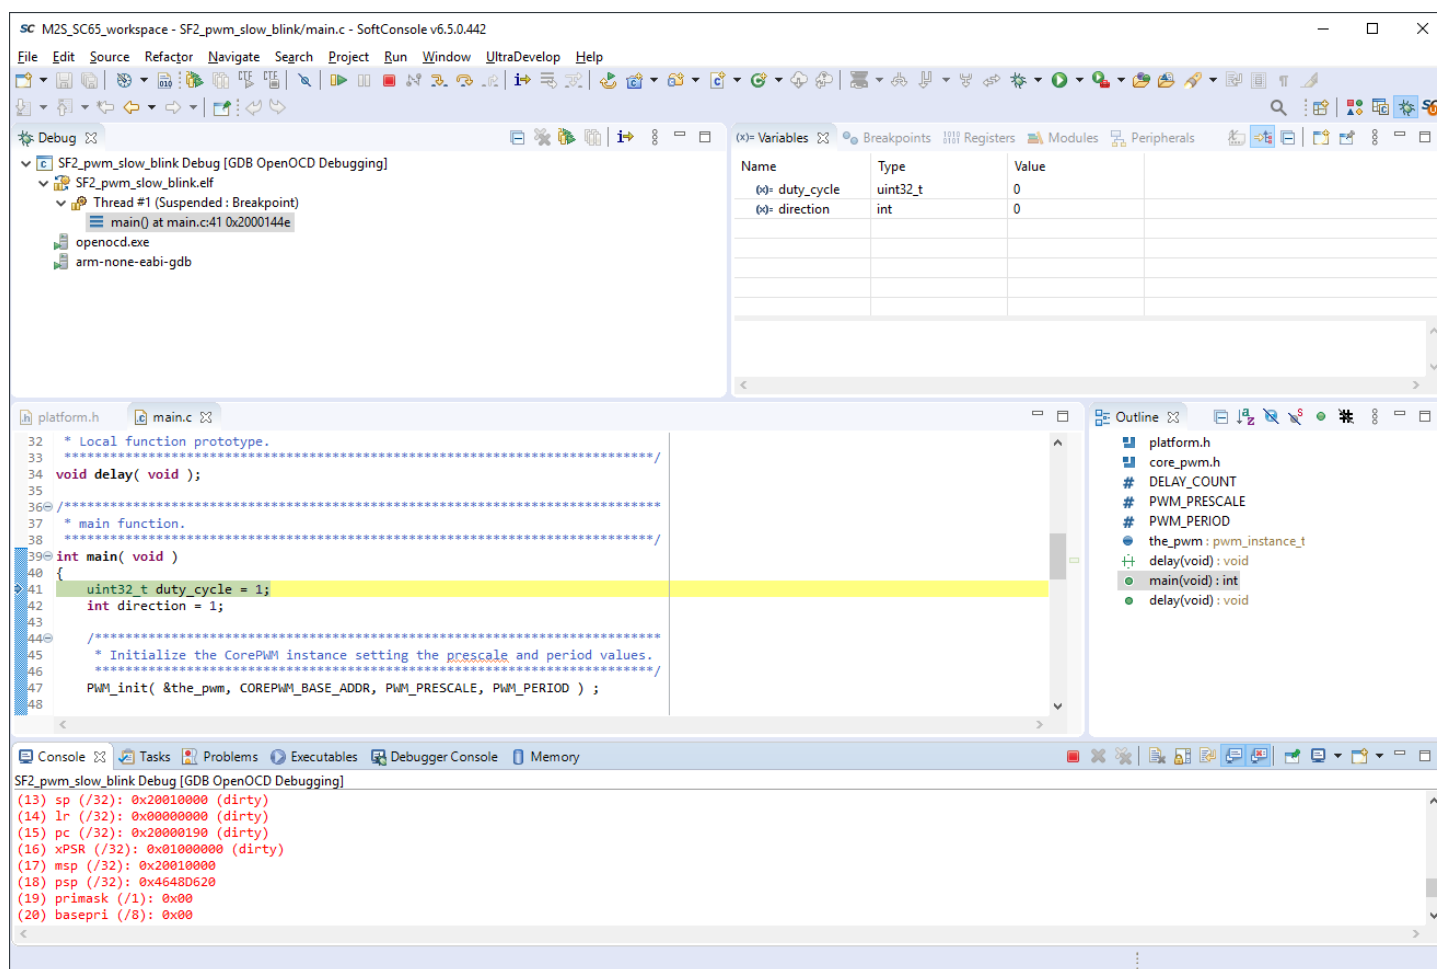 SC M2S_SC65_workspace - SF2_pwm_slow_blink/main.c - SoftConsole v6.5.0.442
File Edit Source Refactor Navigate Search Project Run Window UltraDevelop Help
Debug
SF2_pwm_slow_blink Debug [GDB OpenOCD Debugging]
SF2_pwm_slow_blink.elf
Thread #1 (Suspended : Breakpoint)
main() at main.c:41 0x2000144e
openocd.exe
arm-none-eabi-gdb
(x)= Variables Breakpoints Registers Modules Peripherals
Name Type Value
(x)= duty_cycle uint32_t 0
(x)= direction int 0
platform.h main.c
32 * Local function prototype.
33 *****************************************************************************/
34 void delay( void );
35
36 /******************************************************************************
37 * main function.
38 *****************************************************************************/
39 int main( void )
40 {
41 uint32_t duty_cycle = 1;
42 int direction = 1;
43
44 /**************************************************************************
45 * Initialize the CorePWM instance setting the prescale and period values.
46 *************************************************************************/
47 PWM_init( &the_pwm, COREPWM_BASE_ADDR, PWM_PRESCALE, PWM_PERIOD ) ;
48
Outline
platform.h
core_pwm.h
DELAY_COUNT
PWM_PRESCALE
PWM_PERIOD
the_pwm : pwm_instance_t
delay(void) : void
main(void) : int
delay(void) : void
Console Tasks Problems Executables Debugger Console Memory
SF2_pwm_slow_blink Debug [GDB OpenOCD Debugging]
(13) sp (/32): 0x20010000 (dirty)
(14) lr (/32): 0x00000000 (dirty)
(15) pc (/32): 0x20000190 (dirty)
(16) xPSR (/32): 0x01000000 (dirty)
(17) msp (/32): 0x20010000
(18) psp (/32): 0x4648D620
(19) primask (/1): 0x00
(20) basepri (/8): 0x00